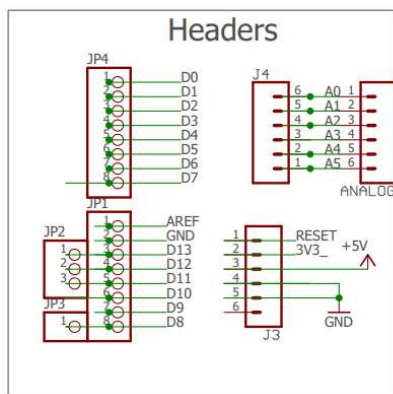 Headers
JP4
1 D0
2 D1
3 D2
4 D3
5 D4
6 D5
7 D6
8 D7
J4
6 A0 1
5 A1 2
4 A2 3
3 A3 4
2 A4 5
1 A5 6
ANALOG
JP1
1 AREF
2 GND
3 D13
4 D12
5 D11
6 D10
7 D9
8 D8
JP2
1
2
3
JP3
1
1 RESET
2 3V3_
3 +5V
4
5
6 GND
J3